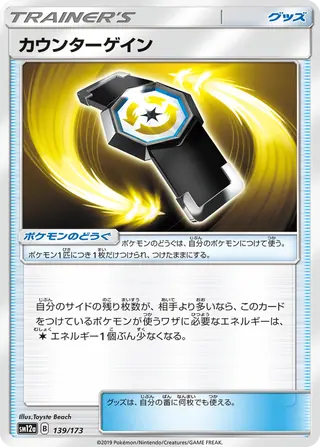 TRAINER'S
グッズ
カウンターゲイン
ポケモンのどうぐ
ポケモンのどうぐは、自分のポケモンにつけて使う。
ポケモン1匹につき1枚だけつけられ、つけたままにする。
自分のサイドの残り枚数が、相手より多いなら、このカード
をつけているポケモンが使うワザに必要なエネルギーは、
無色エネルギー1個ぶん少なくなる。
グッズは、自分の番に何枚でも使える。
Illus.Toyste Beach
sm12a B 139/173
©2019 Pokémon/Nintendo/Creatures/GAME FREAK.